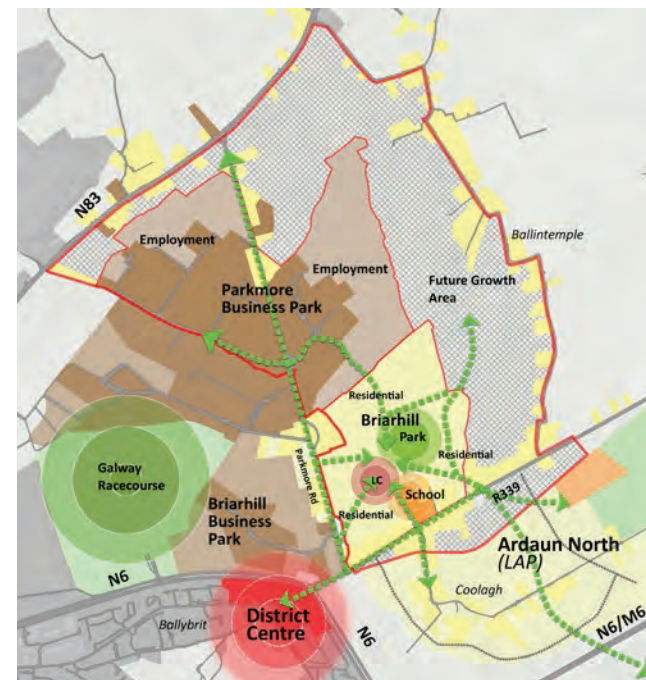 N83
Employment
Employment
Ballintemple
Parkmore
Business Park
Future Growth
Area
Residential
Briarhill
Park
Residential
Parkmore Rd
Galway
Racecourse
LC
School
R339
Briarhill
Business
Park
Residential
Ardaun North
(LAP)
N6
Coolagh
Ballybrit
District
Centre
N6
N6/M6